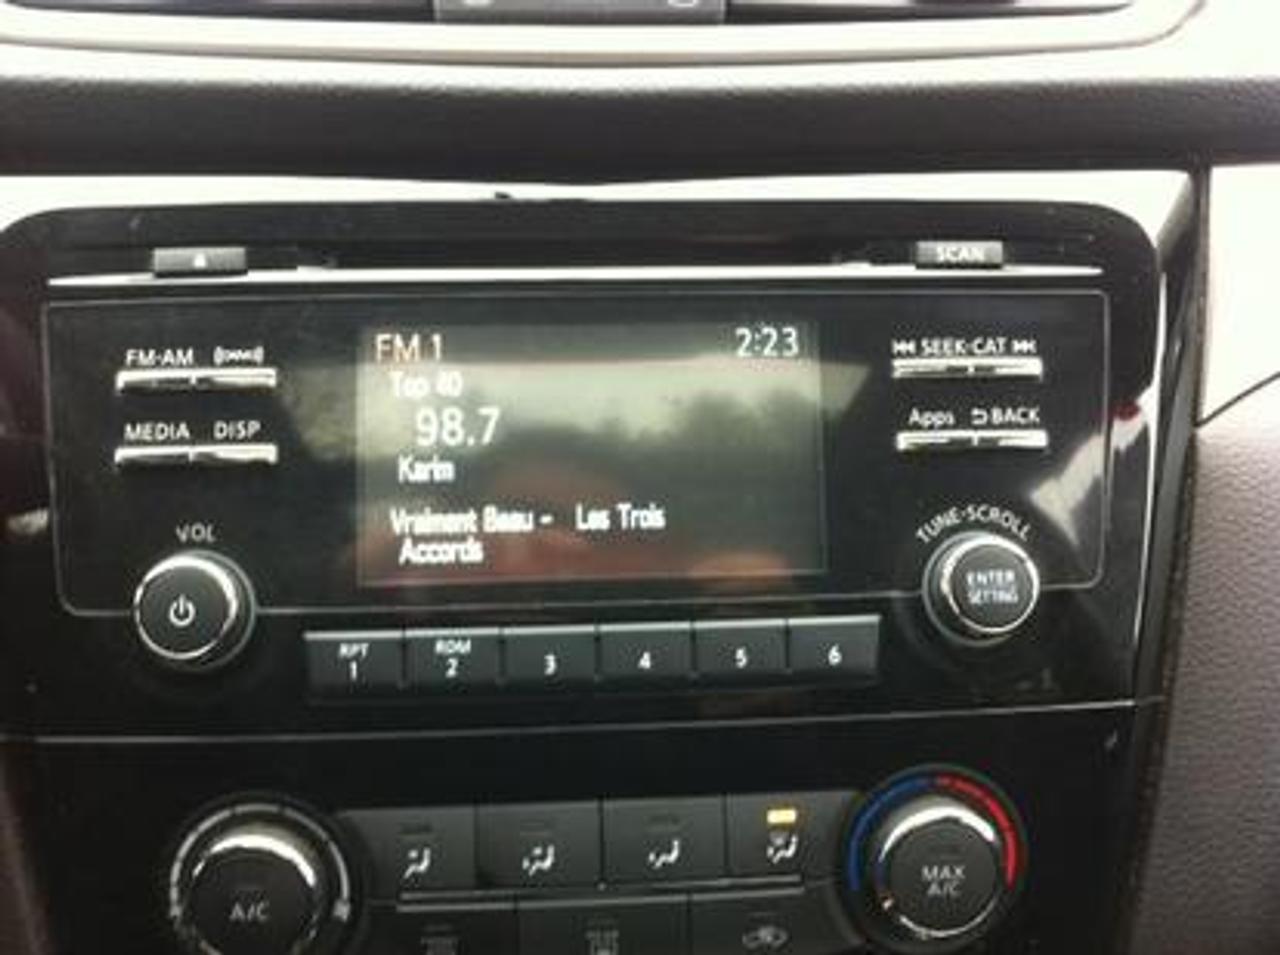 SCAN
FM·AM
MEDIA DISP
FM 1 2:23
Top 40
98.7
Karim
Vraiment Beau - Les Trois
Accords
SEEK·CAT
Apps BACK
VOL
TUNE·SCROLL
ENTER
SETTING
RPT
1
RDM
2
3
4
5
6
A/C
MAX
A/C